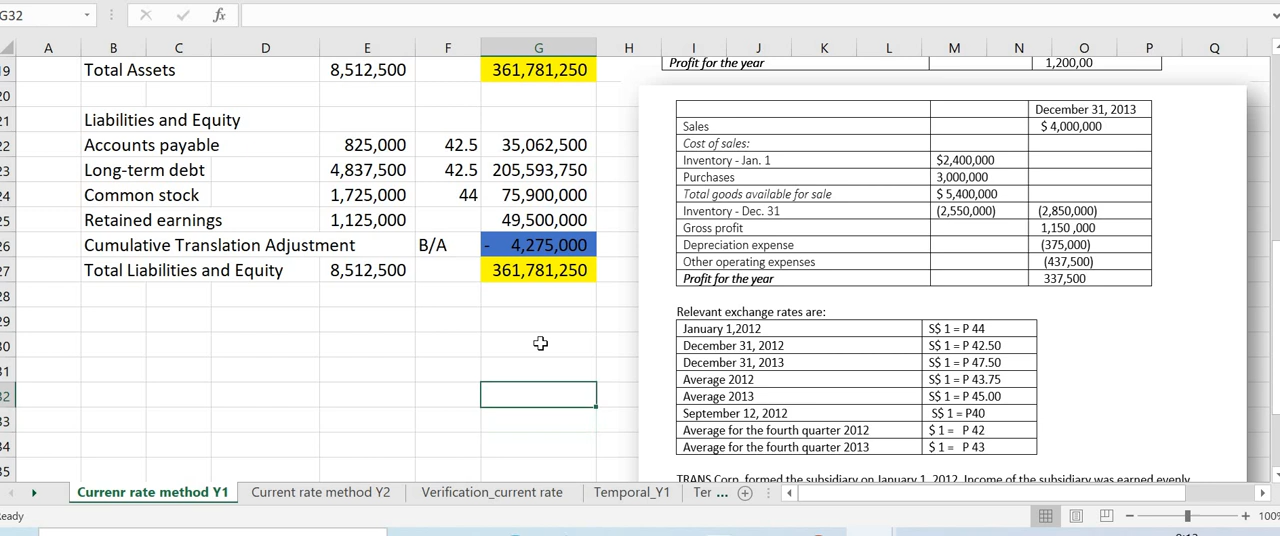 G32 fx
A B C D E F G H I J K L M N O P Q
19 Total Assets 8,512,500 361,781,250
20
21 Liabilities and Equity
22 Accounts payable 825,000 42.5 35,062,500
23 Long-term debt 4,837,500 42.5 205,593,750
24 Common stock 1,725,000 44 75,900,000
25 Retained earnings 1,125,000 49,500,000
26 Cumulative Translation Adjustment B/A - 4,275,000
27 Total Liabilities and Equity 8,512,500 361,781,250
28
29
30
31
32
33
34
35
Profit for the year 1,200,00
December 31, 2013
Sales $ 4,000,000
Cost of sales:
Inventory - Jan. 1 $2,400,000
Purchases 3,000,000
Total goods available for sale $ 5,400,000
Inventory - Dec. 31 (2,550,000) (2,850,000)
Gross profit 1,150 ,000
Depreciation expense (375,000)
Other operating expenses (437,500)
Profit for the year 337,500
Relevant exchange rates are:
January 1,2012 S$ 1 = P 44
December 31, 2012 S$ 1 = P 42.50
December 31, 2013 S$ 1 = P 47.50
Average 2012 S$ 1 = P 43.75
Average 2013 S$ 1 = P 45.00
September 12, 2012 S$ 1 = P40
Average for the fourth quarter 2012 $ 1 = P 42
Average for the fourth quarter 2013 $ 1 = P 43
TRANS Corp. formed the subsidiary on January 1, 2012. Income of the subsidiary was earned evenly
Currenr rate method Y1 Current rate method Y2 Verification_current rate Temporal_Y1 Ter ...
eady 100%